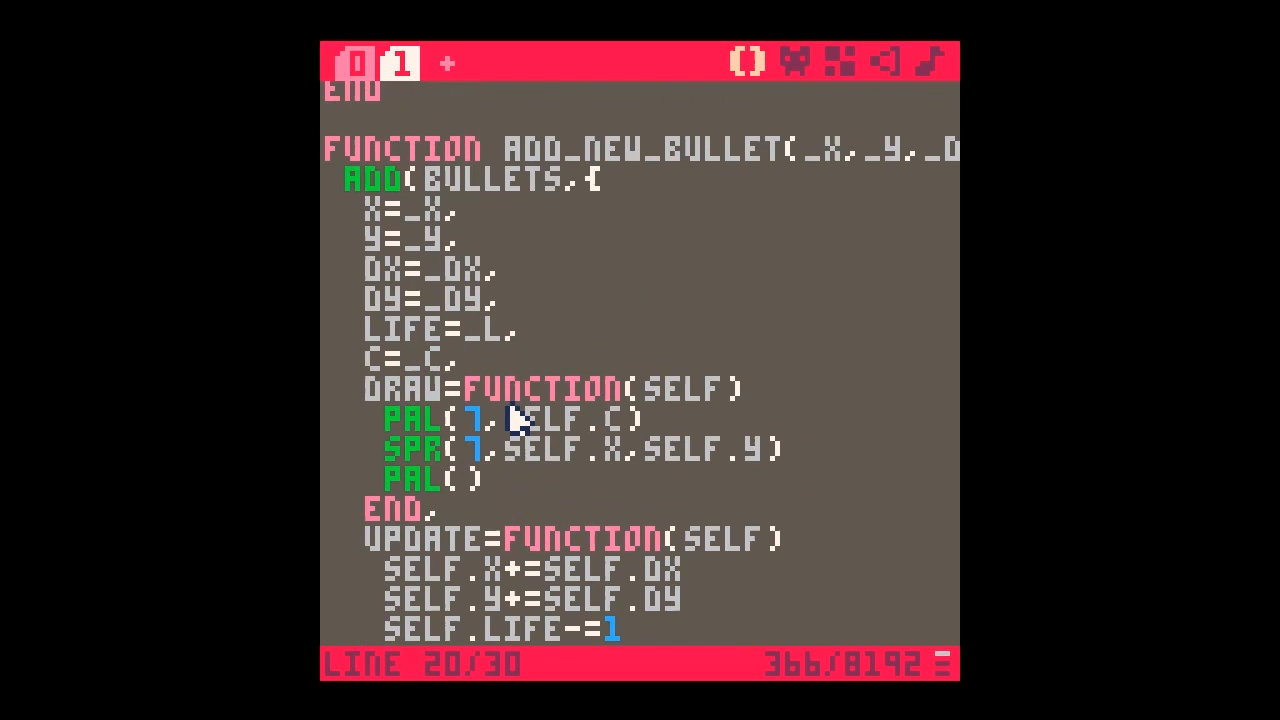 0 1 +
END
FUNCTION ADD_NEW_BULLET(_X,_Y,_D
ADD(BULLETS,{
X=_X,
Y=_Y,
DX=_DX,
DY=_DY,
LIFE=_L,
C=_C,
DRAW=FUNCTION(SELF)
PAL(7,SELF.C)
SPR(7,SELF.X,SELF.Y)
PAL()
END,
UPDATE=FUNCTION(SELF)
SELF.X+=SELF.DX
SELF.Y+=SELF.DY
SELF.LIFE-=1
LINE 20/30 366/8192